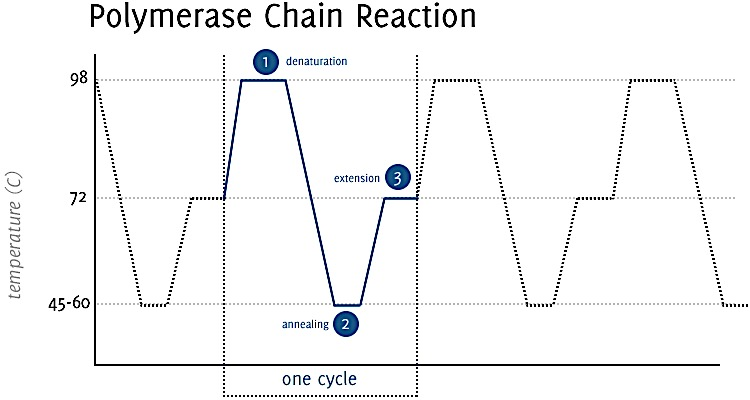 Polymerase Chain Reaction
1 denaturation
98
extension 3
72
temperature (C)
45-60
annealing 2
one cycle